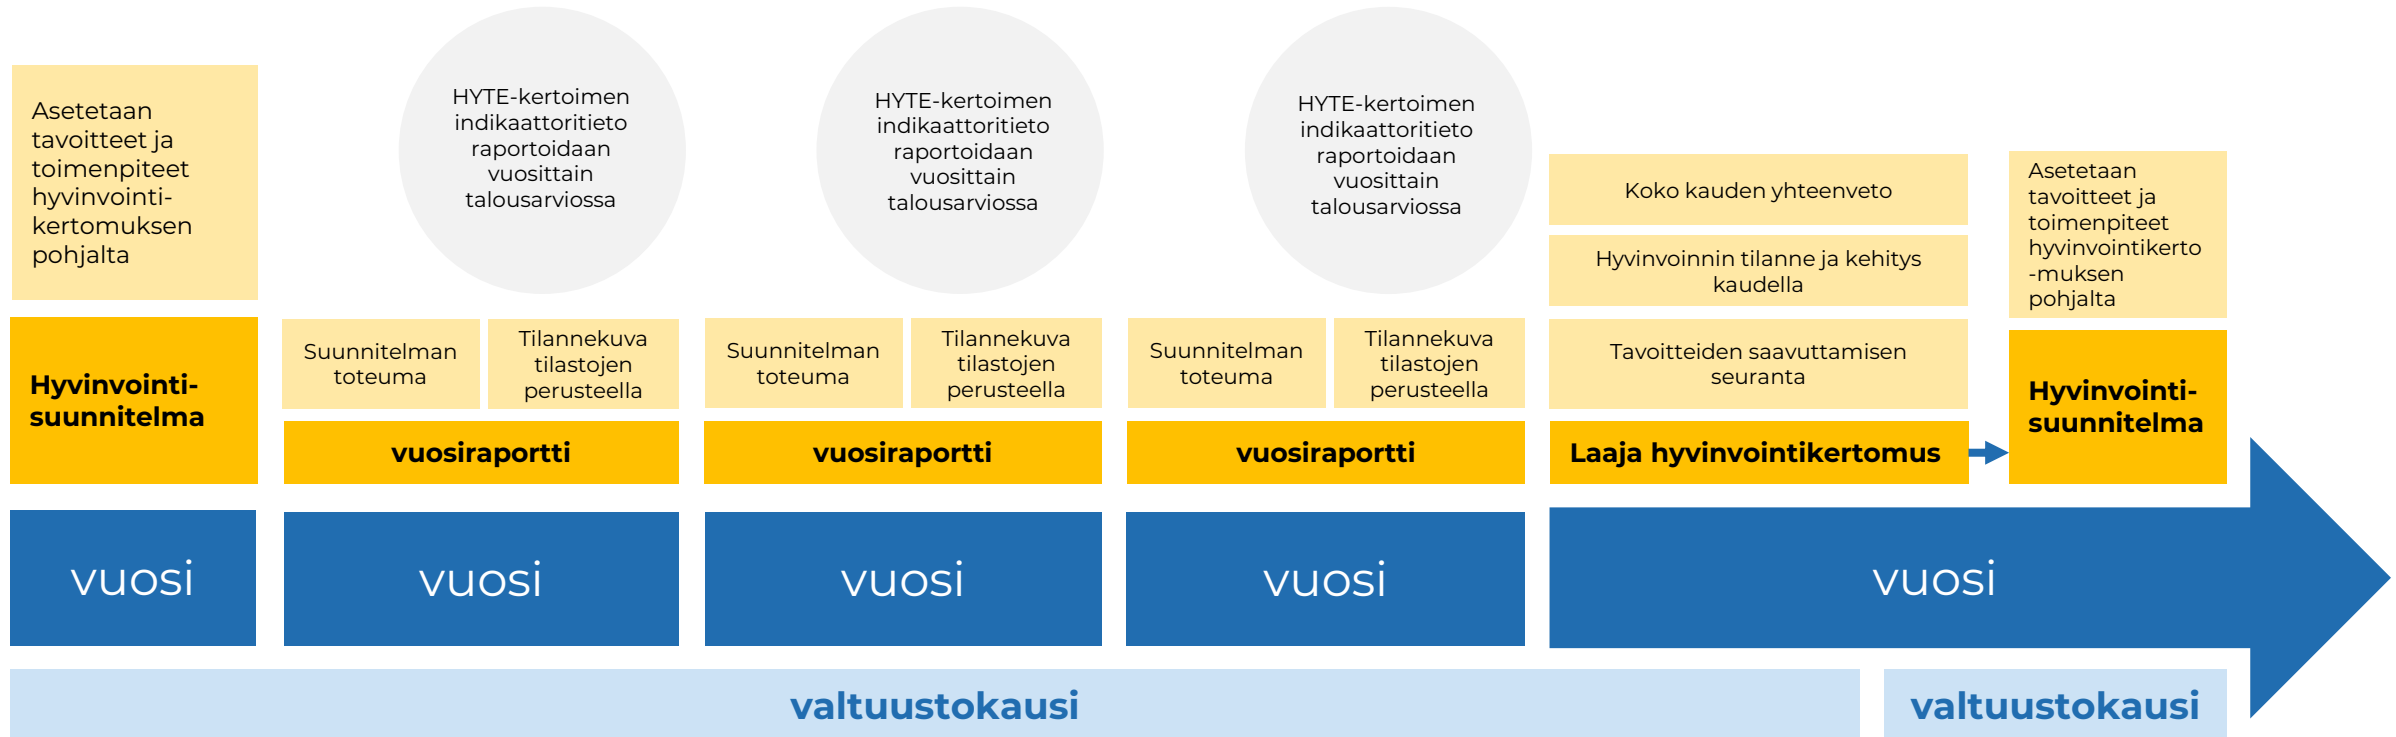 Asetetaan
tavoitteet ja
toimenpiteet
hyvinvointi-
kertomuksen
pohjalta
Hyvinvointi-
suunnitelma
vuosi
HYTE-kertoimen
indikaattoritieto
raportoidaan
vuosittain
talousarviossa
Suunnitelman
toteuma
Tilannekuva
tilastojen
perusteella
vuosiraportti
vuosi
HYTE-kertoimen
indikaattoritieto
raportoidaan
vuosittain
talousarviossa
Suunnitelman
toteuma
Tilannekuva
tilastojen
perusteella
vuosiraportti
vuosi
HYTE-kertoimen
indikaattoritieto
raportoidaan
vuosittain
talousarviossa
Suunnitelman
toteuma
Tilannekuva
tilastojen
perusteella
vuosiraportti
vuosi
Koko kauden yhteenveto
Hyvinvoinnin tilanne ja kehitys
kaudella
Tavoitteiden saavuttamisen
seuranta
Laaja hyvinvointikertomus
Asetetaan
tavoitteet ja
toimenpiteet
hyvinvointikerto
-muksen
pohjalta
Hyvinvointi-
suunnitelma
vuosi
valtuustokausi
valtuustokausi